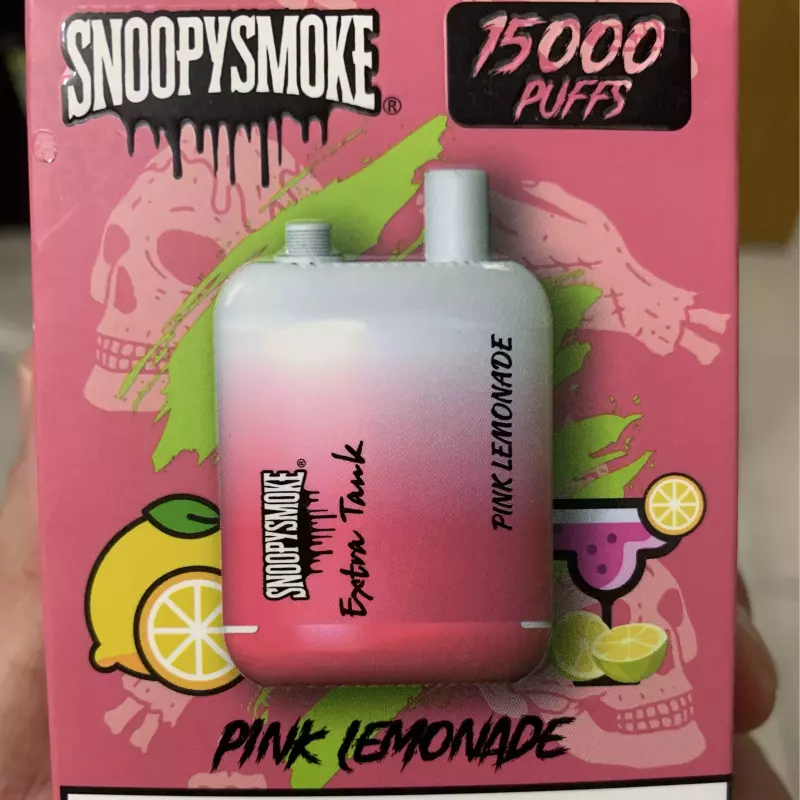 SNOOPYSMOKE®
15000
PUFFS
PINK LEMONADE
SNOOPYSMOKE®
Extra Tank
PINK LEMONADE